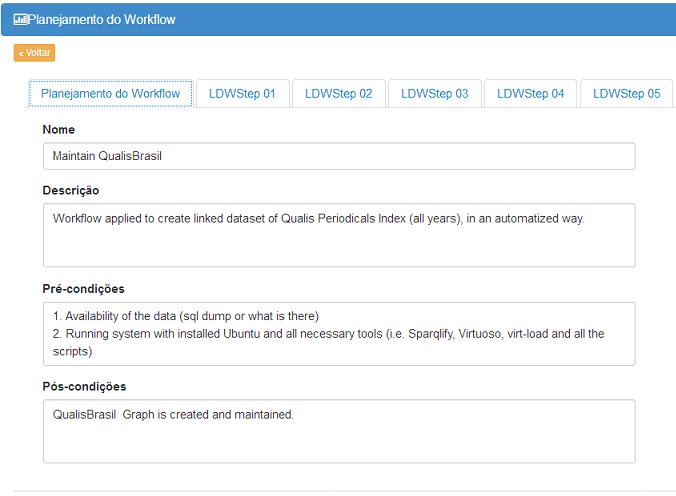 Planejamento do Workflow
« Voltar
Planejamento do Workflow LDWStep 01 LDWStep 02 LDWStep 03 LDWStep 04 LDWStep 05
Nome
Maintain QualisBrasil
Descrição
Workflow applied to create linked dataset of Qualis Periodicals Index (all years), in an automatized way.
Pré-condições
1. Availability of the data (sql dump or what is there)
2. Running system with installed Ubuntu and all necessary tools (i.e. Sparqlify, Virtuoso, virt-load and all the
scripts)
Pós-condições
QualisBrasil  Graph is created and maintained.